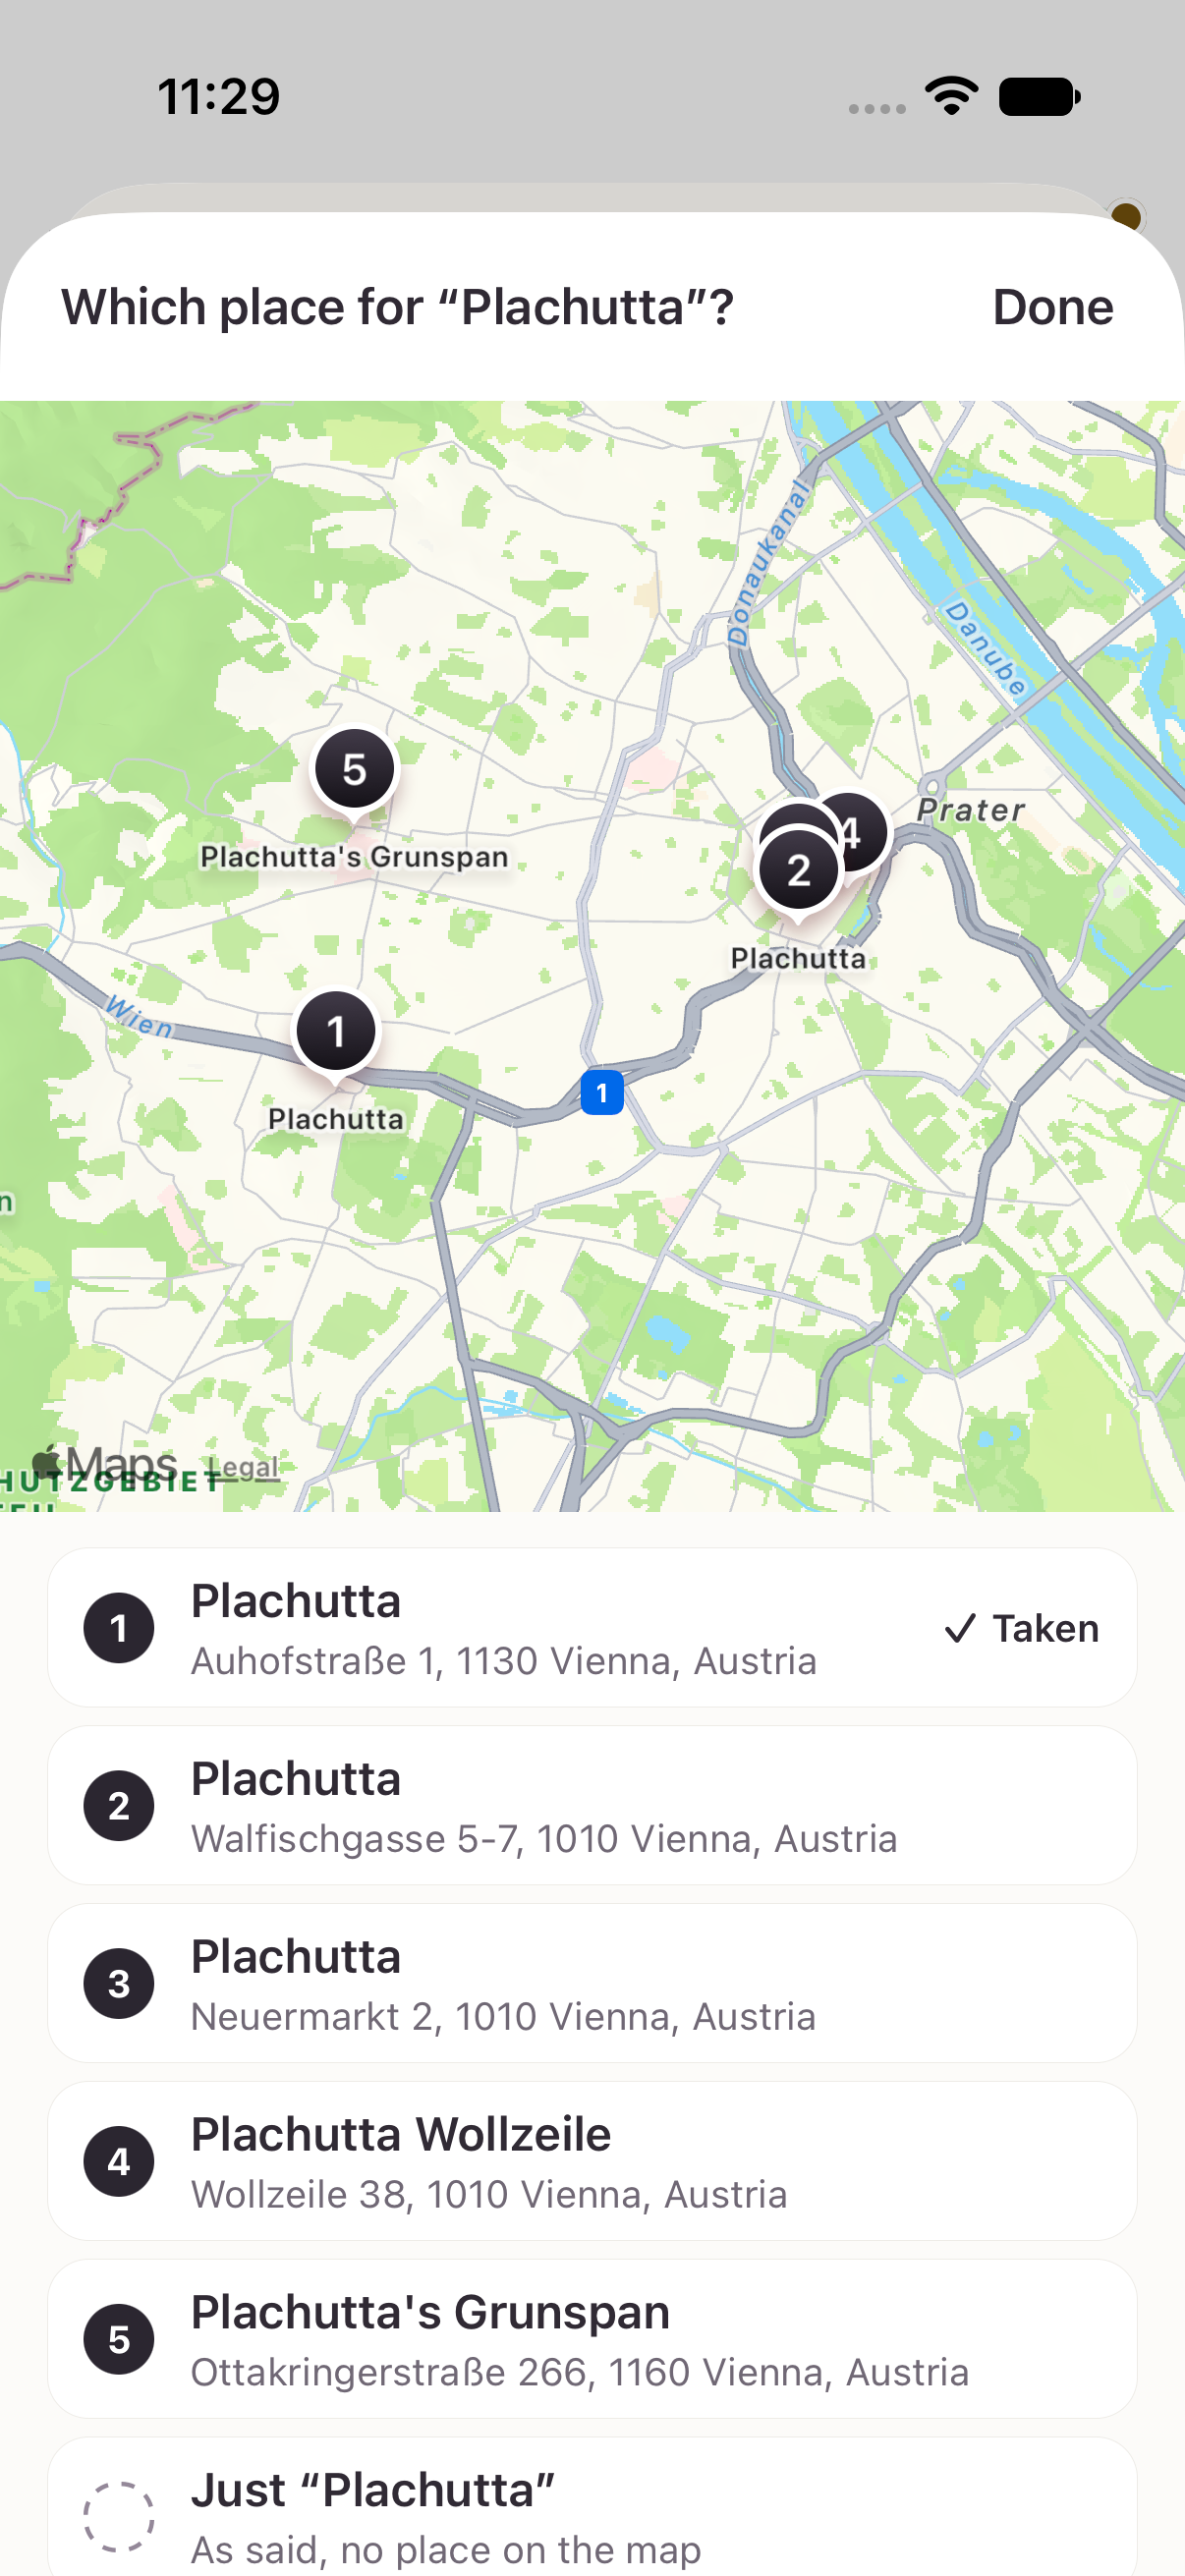 11:29
Which place for “Plachutta”?
Done
Donaukanal
Danube
5
Plachutta's Grunspan
4
Prater
2
Plachutta
Wien
1
Plachutta
1
n
Maps Legal
HUTZGEBIET
1
Plachutta
Auhofstraße 1, 1130 Vienna, Austria
✓ Taken
2
Plachutta
Walfischgasse 5-7, 1010 Vienna, Austria
3
Plachutta
Neuermarkt 2, 1010 Vienna, Austria
4
Plachutta Wollzeile
Wollzeile 38, 1010 Vienna, Austria
5
Plachutta's Grunspan
Ottakringerstraße 266, 1160 Vienna, Austria
Just “Plachutta”
As said, no place on the map